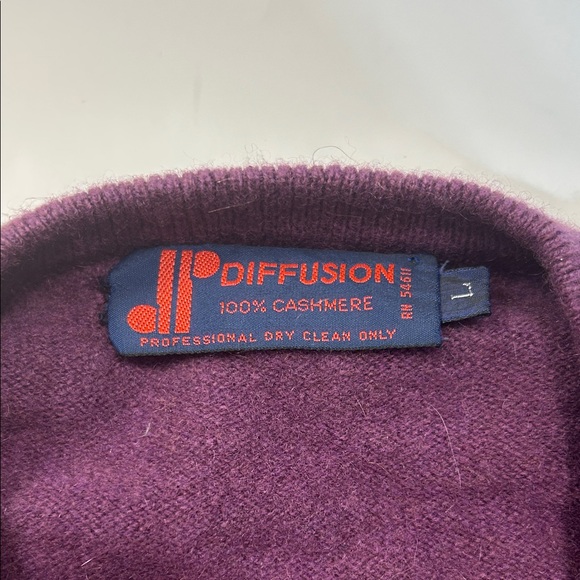 DIFFUSION
100% CASHMERE
PROFESSIONAL DRY CLEAN ONLY
RN 54611
L